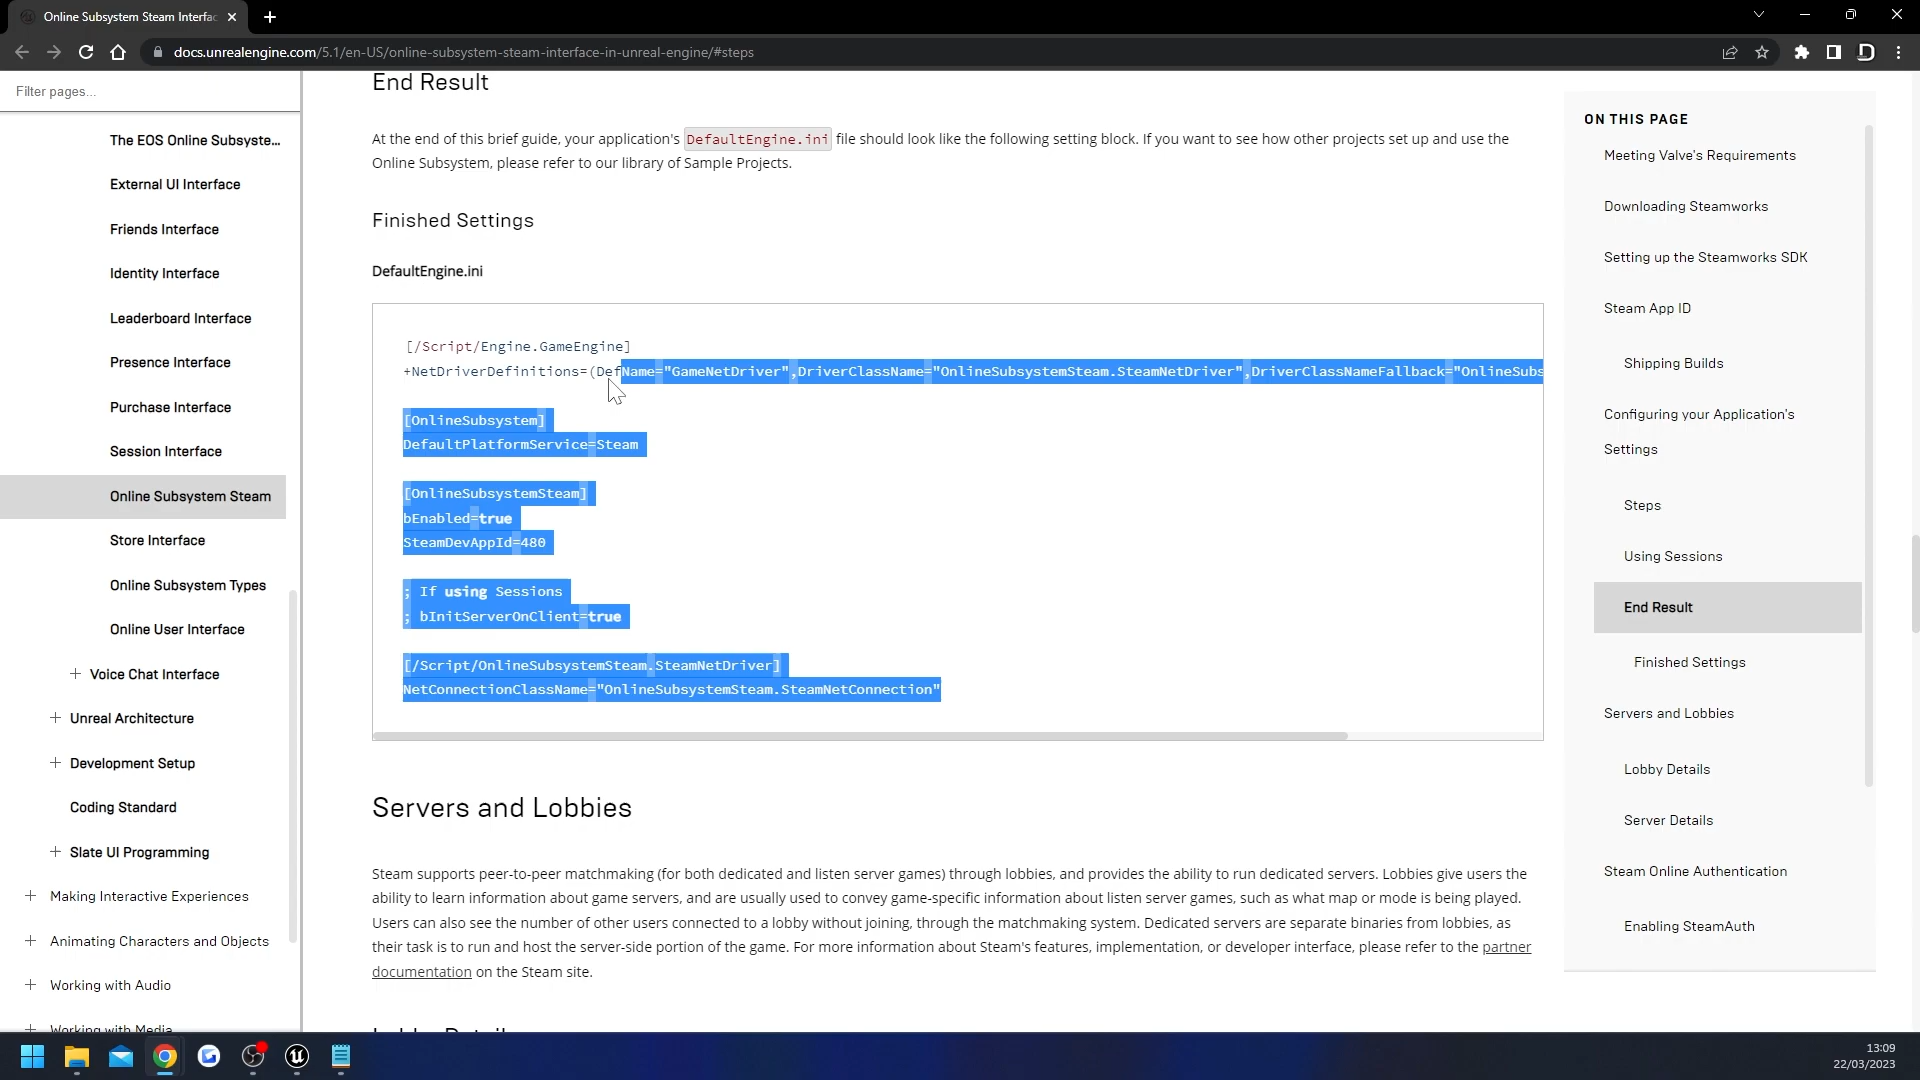 Online Subsystem Steam Interfac
docs.unrealengine.com/5.1/en-US/online-subsystem-steam-interface-in-unreal-engine/#steps
Filter pages...
The EOS Online Subsyste...
External UI Interface
Friends Interface
Identity Interface
Leaderboard Interface
Presence Interface
Purchase Interface
Session Interface
Online Subsystem Steam
Store Interface
Online Subsystem Types
Online User Interface
Voice Chat Interface
Unreal Architecture
Development Setup
Coding Standard
Slate UI Programming
Making Interactive Experiences
Animating Characters and Objects
Working with Audio
Working with Media
End Result
At the end of this brief guide, your application's DefaultEngine.ini file should look like the following setting block. If you want to see how other projects set up and use the
Online Subsystem, please refer to our library of Sample Projects.
Finished Settings
DefaultEngine.ini
[/Script/Engine.GameEngine]
+NetDriverDefinitions=(DefName="GameNetDriver",DriverClassName="OnlineSubsystemSteam.SteamNetDriver",DriverClassNameFallback="OnlineSubs
[OnlineSubsystem]
DefaultPlatformService=Steam
[OnlineSubsystemSteam]
bEnabled=true
SteamDevAppId=480
; If using Sessions
; bInitServerOnClient=true
[/Script/OnlineSubsystemSteam.SteamNetDriver]
NetConnectionClassName="OnlineSubsystemSteam.SteamNetConnection"
Servers and Lobbies
Steam supports peer-to-peer matchmaking (for both dedicated and listen server games) through lobbies, and provides the ability to run dedicated servers. Lobbies give users the
ability to learn information about game servers, and are usually used to convey game-specific information about listen server games, such as what map or mode is being played.
Users can also see the number of other users connected to a lobby without joining, through the matchmaking system. Dedicated servers are separate binaries from lobbies, as
their task is to run and host the server-side portion of the game. For more information about Steam's features, implementation, or developer interface, please refer to the partner
documentation on the Steam site.
ON THIS PAGE
Meeting Valve's Requirements
Downloading Steamworks
Setting up the Steamworks SDK
Steam App ID
Shipping Builds
Configuring your Application's
Settings
Steps
Using Sessions
End Result
Finished Settings
Servers and Lobbies
Lobby Details
Server Details
Steam Online Authentication
Enabling SteamAuth
13:09
22/03/2023